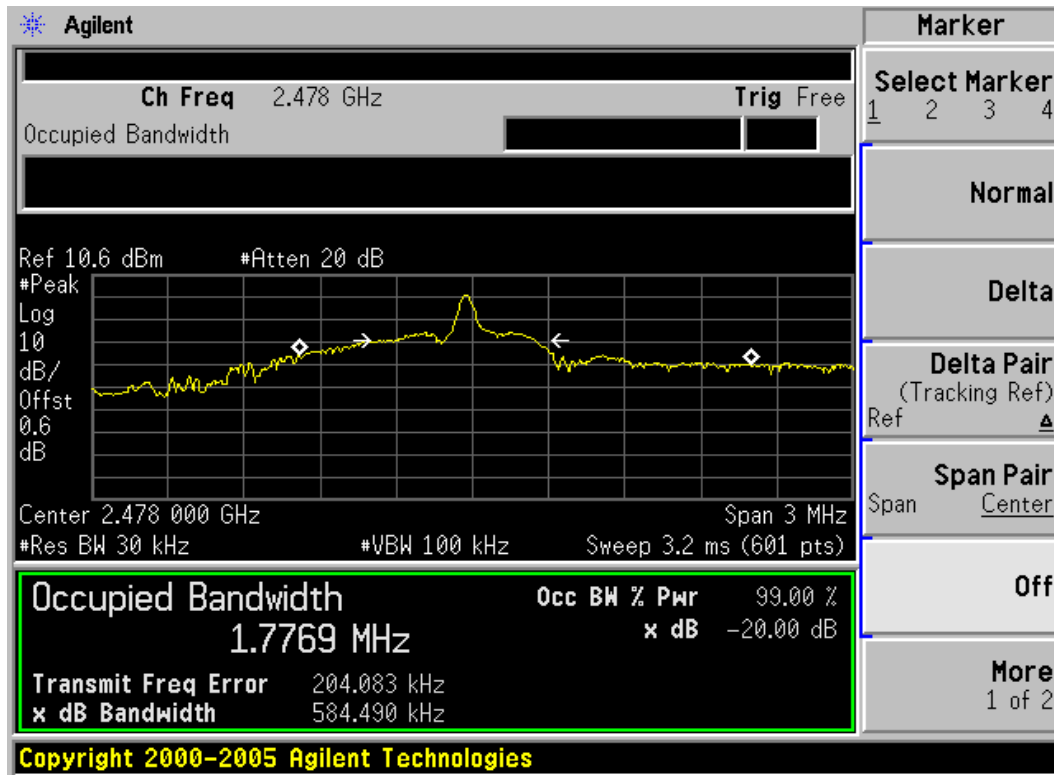 Agilent
Marker
Ch Freq 2.478 GHz Trig Free
Occupied Bandwidth
Select Marker
1 2 3 4
Normal
Delta
Delta Pair
(Tracking Ref)
Ref Δ
Span Pair
Span Center
Off
More
1 of 2
Ref 10.6 dBm #Atten 20 dB
#Peak
Log
10
dB/
Offst
0.6
dB
Center 2.478 000 GHz Span 3 MHz
#Res BW 30 kHz #VBW 100 kHz Sweep 3.2 ms (601 pts)
Occupied Bandwidth
1.7769 MHz
Occ BW % Pwr 99.00 %
x dB -20.00 dB
Transmit Freq Error 204.083 kHz
x dB Bandwidth 584.490 kHz
Copyright 2000-2005 Agilent Technologies